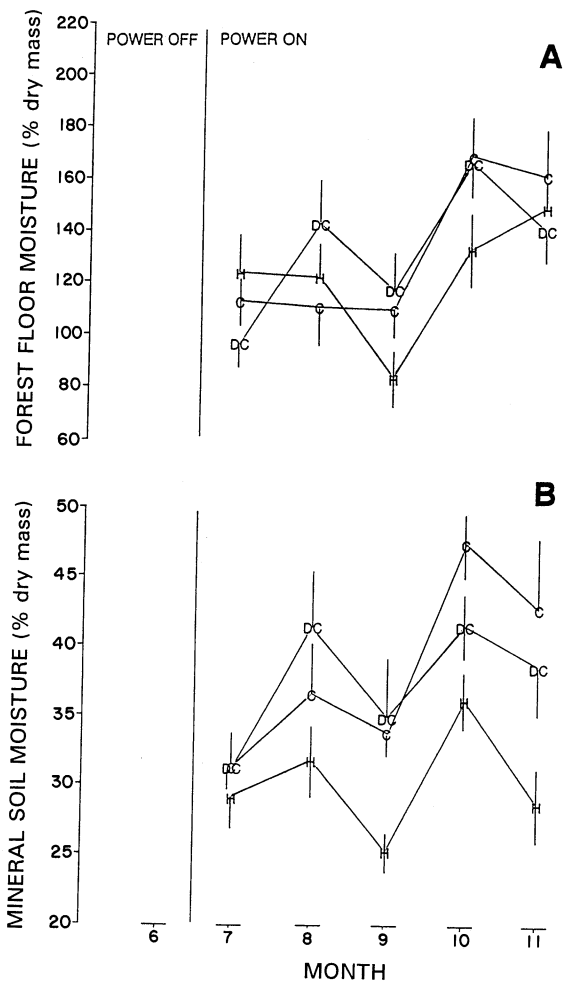 FOREST FLOOR MOISTURE (% dry mass)
220
200
180
160
140
120
100
80
60
POWER OFF
POWER ON
A
H
C
DC
DC
H
C
DC
C
H
C
DC
H
C
H
DC
MINERAL SOIL MOISTURE (% dry mass)
50
45
40
35
30
25
20
B
DC
C
H
DC
C
H
DC
C
H
C
DC
H
C
DC
H
6
7
8
9
10
11
MONTH